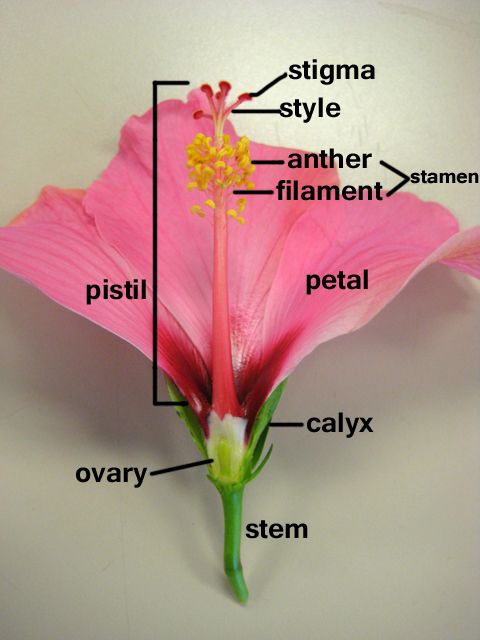 stigma
style
anther
filament
stamen
pistil
petal
calyx
ovary
stem